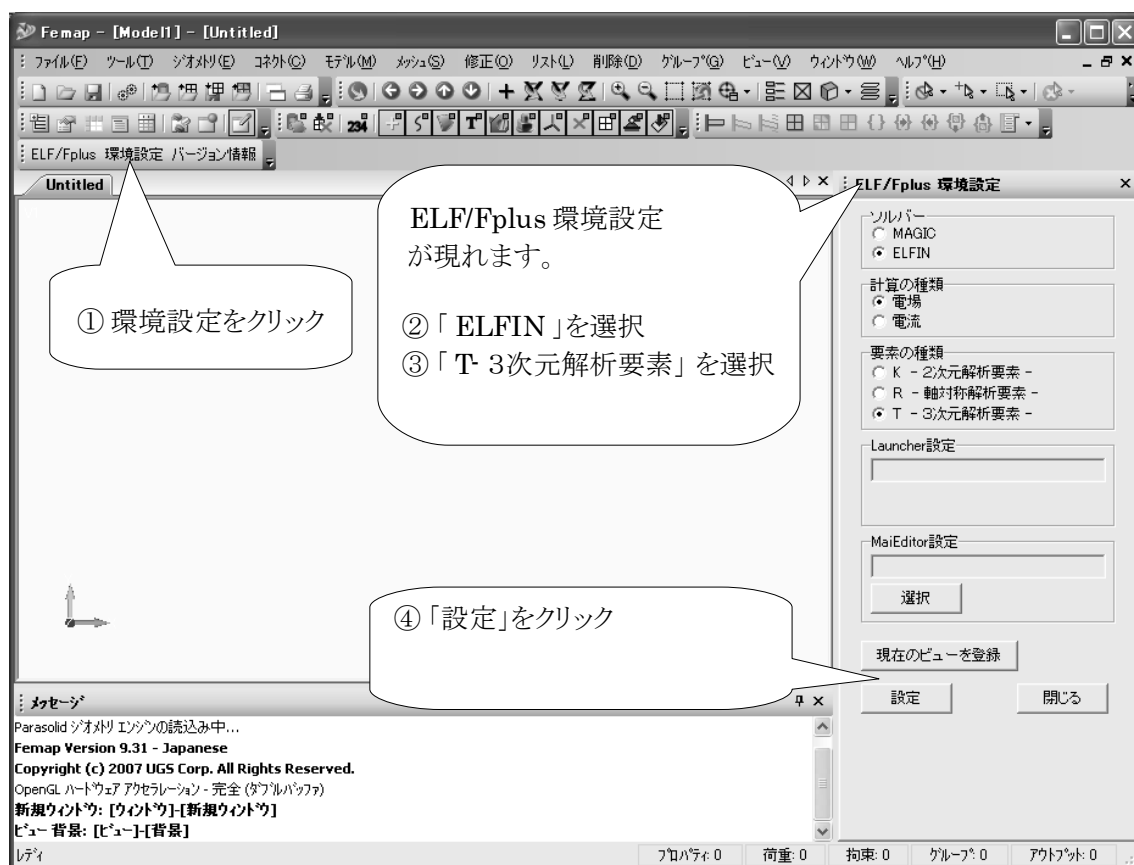 Femap - [Model1] - [Untitled]
ファイル(F) ツール(T) ジオメトリ(E) コネクト(C) モデル(M) メッシュ(S) 修正(O) リスト(L) 削除(D) グループ(G) ビュー(V) ウィンドウ(W) ヘルプ(H)
234
ELF/Fplus 環境設定 バージョン情報
Untitled
ELF/Fplus 環境設定
ELF/Fplus 環境設定
が現れます。
②「 ELFIN 」を選択
③「 T- 3次元解析要素」 を選択
① 環境設定をクリック
ソルバー
MAGIC
ELFIN
計算の種類
電場
電流
要素の種類
K - 2次元解析要素 -
R - 軸対称解析要素 -
T - 3次元解析要素 -
Launcher設定
MaiEditor設定
選択
④「設定」をクリック
現在のビューを登録
設定 閉じる
メッセージ
Parasolid ジオメトリ エンジンの読込み中...
Femap Version 9.31 - Japanese
Copyright (c) 2007 UGS Corp. All Rights Reserved.
OpenGL ハードウェア アクセラレーション - 完全 (ダブルバッファ)
新規ウィンドウ: [ウィンドウ]-[新規ウィンドウ]
ビュー 背景: [ビュー]-[背景]
レディ
プロパティ: 0 荷重: 0 拘束: 0 グループ: 0 アウトプット: 0